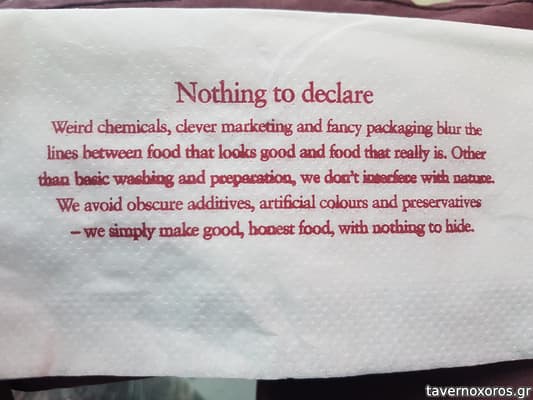 Nothing to declare
Weird chemicals, clever marketing and fancy packaging blur the
lines between food that looks good and food that really is. Other
than basic washing and preparation, we don't interfere with nature.
We avoid obscure additives, artificial colours and preservatives
– we simply make good, honest food, with nothing to hide.
tavernoxoros.gr